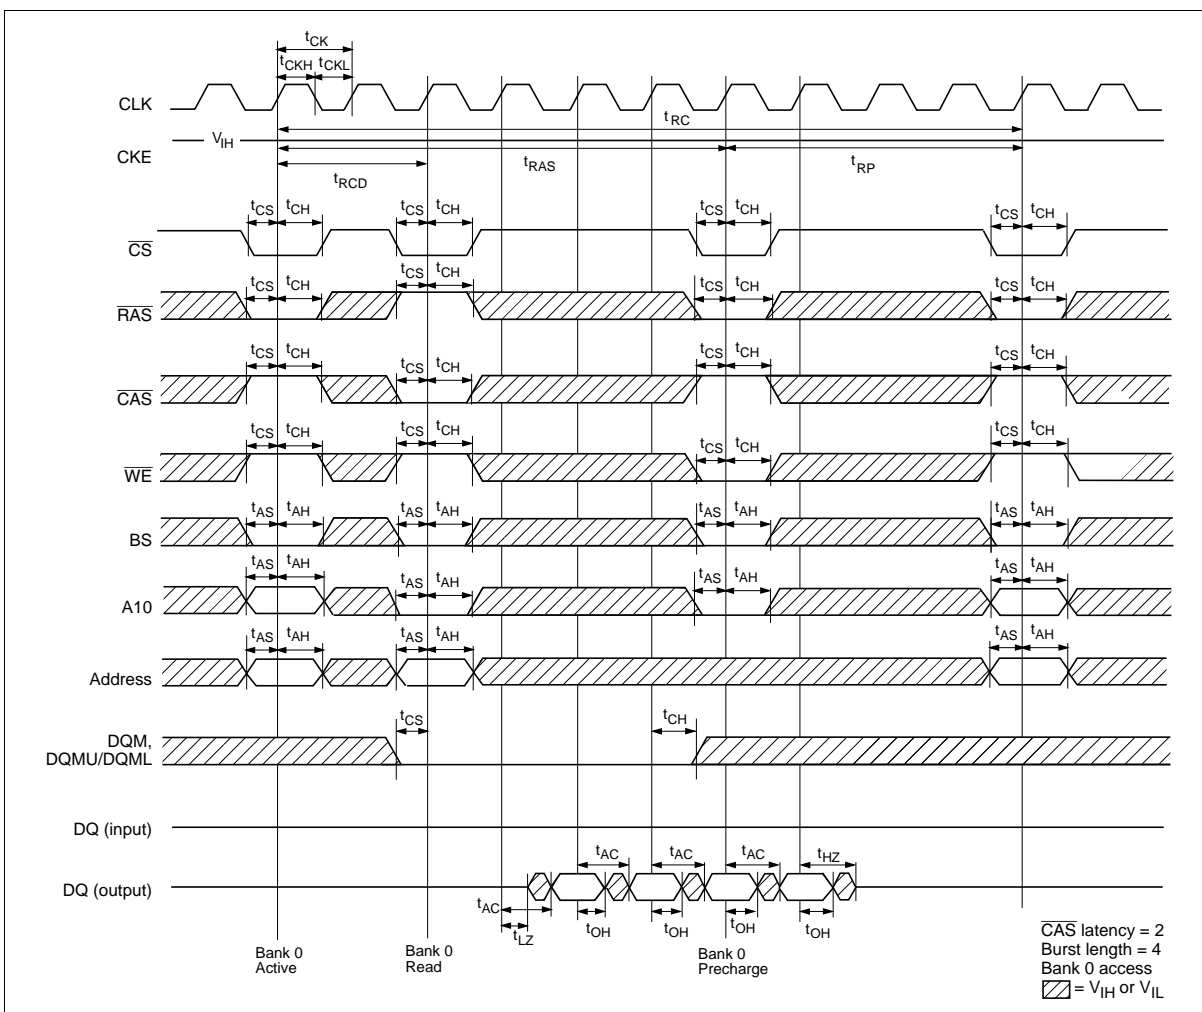 tCK
tCKH tCKL
CLK
tRC
VIH
CKE
tRAS tRP
tRCD
tCS tCH tCS tCH tCS tCH tCS tCH
CS
tCS tCH tCS tCH tCS tCH tCS tCH
RAS
tCS tCH tCS tCH tCS tCH tCS tCH
CAS
tCS tCH tCS tCH tCS tCH tCS tCH
WE
tAS tAH tAS tAH tAS tAH tAS tAH
BS
tAS tAH tAS tAH tAS tAH tAS tAH
A10
tAS tAH tAS tAH tAS tAH
Address
tCS tCH
DQM,
DQMU/DQML
DQ (input)
tAC tAC tAC tHZ
DQ (output)
tAC
tLZ tOH tOH tOH tOH
Bank 0
Active
Bank 0
Read
Bank 0
Precharge
CAS latency = 2
Burst length = 4
Bank 0 access
= VIH or VIL